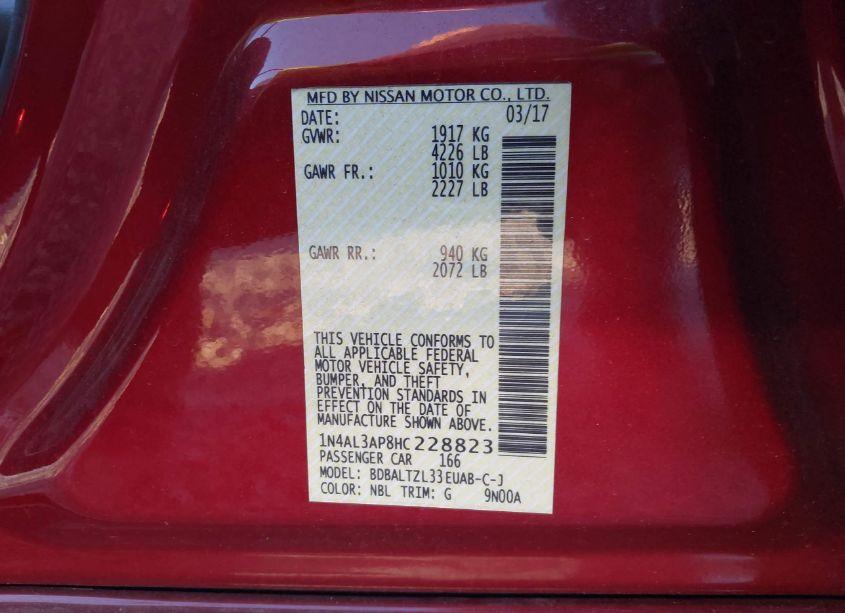 MFD BY NISSAN MOTOR CO., LTD.
DATE: 03/17
GVWR: 1917 KG
4226 LB
GAWR FR.: 1010 KG
2227 LB
GAWR RR.: 940 KG
2072 LB
THIS VEHICLE CONFORMS TO
ALL APPLICABLE FEDERAL
MOTOR VEHICLE SAFETY,
BUMPER, AND THEFT
PREVENTION STANDARDS IN
EFFECT ON THE DATE OF
MANUFACTURE SHOWN ABOVE.
1N4AL3AP8HC228823
PASSENGER CAR 166
MODEL: BDBALTZL33EUAB-C-J
COLOR: NBL TRIM: G 9N00A